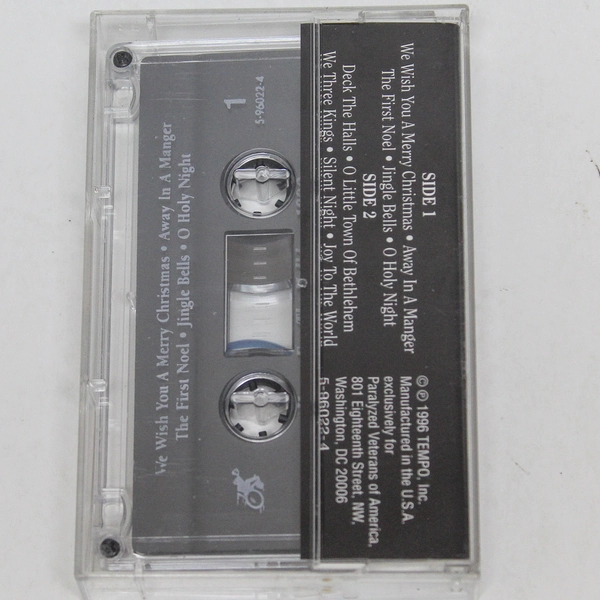 SIDE 1
We Wish You A Merry Christmas • Away In A Manger
The First Noel • Jingle Bells • O Holy Night
SIDE 2
Deck The Halls • O Little Town Of Bethlehem
We Three Kings • Silent Night • Joy To The World
© ℗ 1996 TEMPO, Inc.
Manufactured in the U.S.A.
exclusively for
Paralyzed Veterans of America,
801 Eighteenth Street, NW,
Washington, DC 20006
5-96022-4
1
5-96022-4
We Wish You A Merry Christmas • Away In A Manger
The First Noel • Jingle Bells • O Holy Night